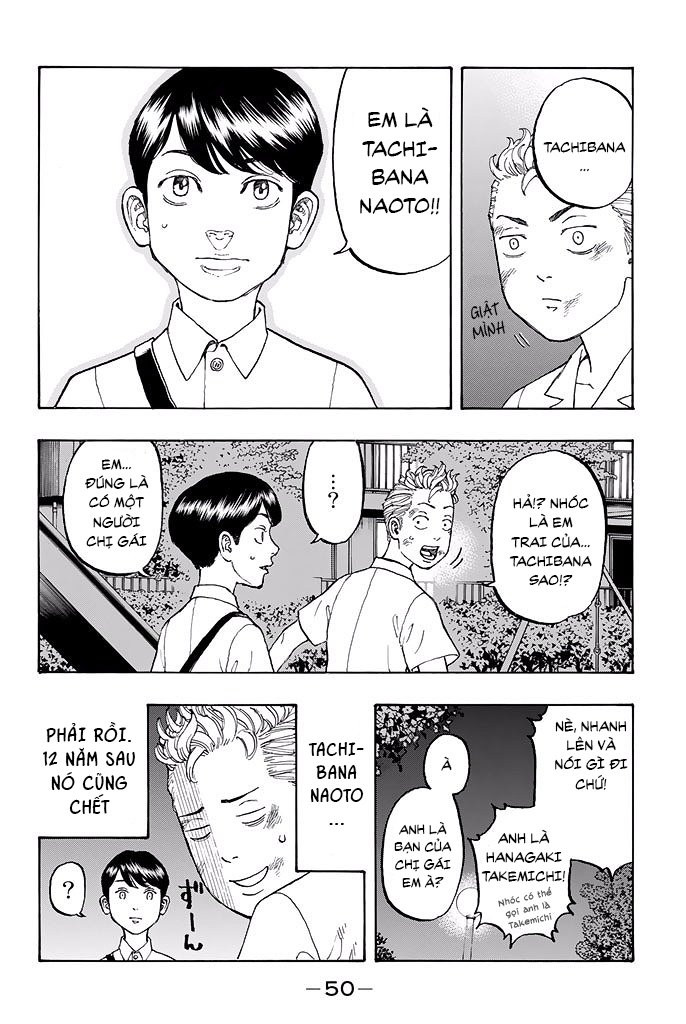 TACHIBANA
...
GIẬT
MÌNH
EM LÀ
TACHI-
BANA
NAOTO!!
HẢ!? NHÓC
LÀ EM
TRAI CỦA...
TACHIBANA
SAO!?
...?
EM...
ĐÚNG LÀ
CÓ MỘT
NGƯỜI
CHỊ GÁI
NÈ, NHANH
LÊN VÀ
NÓI GÌ ĐI
CHỨ!
ANH LÀ
HANAGAKI
TAKEMICHI!
Nhóc có thể
gọi anh là
Takemichi
À
ANH LÀ
BẠN CỦA
CHỊ GÁI
EM À?
TACHI-
BANA
NAOTO
...
PHẢI RỒI.
12 NĂM SAU
NÓ CŨNG
CHẾT
ずーん
?
—50—